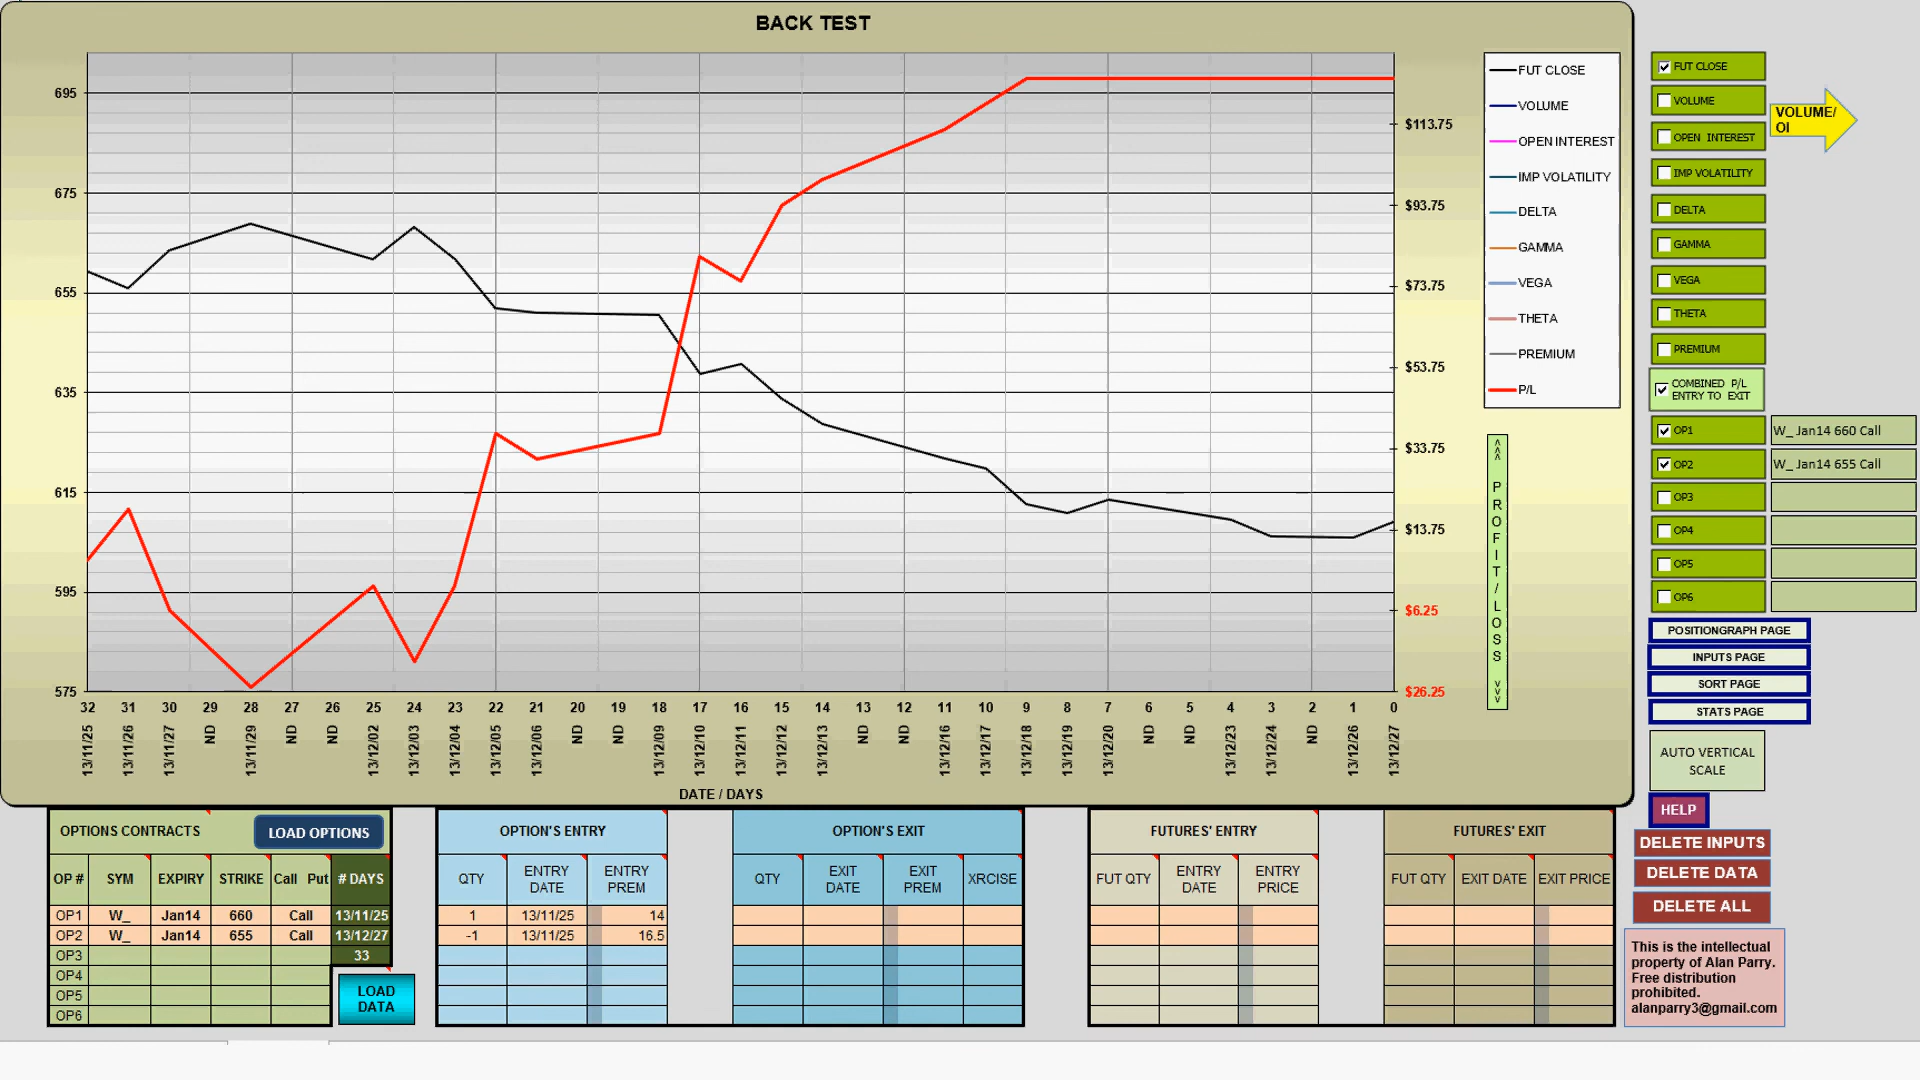 BACK TEST
695
675
655
635
615
595
575
$113.75
$93.75
$73.75
$53.75
$33.75
$13.75
$6.25
$26.25
FUT CLOSE
VOLUME
OPEN INTEREST
IMP VOLATILITY
DELTA
GAMMA
VEGA
THETA
PREMIUM
P/L
^^^ PROFIT/LOSS vvv
32 31 30 29 28 27 26 25 24 23 22 21 20 19 18 17 16 15 14 13 12 11 10 9 8 7 6 5 4 3 2 1 0
13/11/25 13/11/26 13/11/27 ND 13/11/29 ND ND 13/12/02 13/12/03 13/12/04 13/12/05 13/12/06 ND ND 13/12/09 13/12/10 13/12/11 13/12/12 13/12/13 ND ND 13/12/16 13/12/17 13/12/18 13/12/19 13/12/20 ND ND 13/12/23 13/12/24 ND 13/12/26 13/12/27
DATE / DAYS
FUT CLOSE
VOLUME
OPEN INTEREST
IMP VOLATILITY
DELTA
GAMMA
VEGA
THETA
PREMIUM
COMBINED P/L
ENTRY TO EXIT
OP1 W_ Jan14 660 Call
OP2 W_ Jan14 655 Call
OP3
OP4
OP5
OP6
VOLUME/
OI
POSITIONGRAPH PAGE
INPUTS PAGE
SORT PAGE
STATS PAGE
AUTO VERTICAL
SCALE
HELP
DELETE INPUTS
DELETE DATA
DELETE ALL
This is the intellectual
property of Alan Parry.
Free distribution
prohibited.
alanparry3@gmail.com
OPTIONS CONTRACTS LOAD OPTIONS
OP # SYM EXPIRY STRIKE Call Put # DAYS
OP1 W_ Jan14 660 Call 13/11/25
OP2 W_ Jan14 655 Call 13/12/27
OP3 33
OP4
OP5
OP6
LOAD
DATA
OPTION'S ENTRY
QTY ENTRY DATE ENTRY PREM
1 13/11/25 14
-1 13/11/25 16.5
OPTION'S EXIT
QTY EXIT DATE EXIT PREM XRCISE
FUTURES' ENTRY
FUT QTY ENTRY DATE ENTRY PRICE
FUTURES' EXIT
FUT QTY EXIT DATE EXIT PRICE